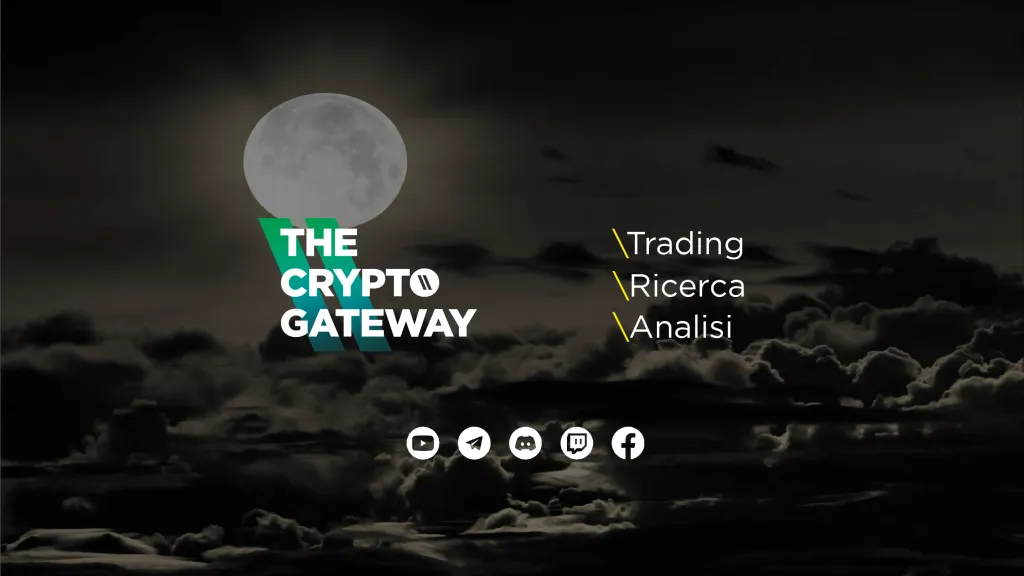 THE
CRYPTO
GATEWAY
\Trading
\Ricerca
\Analisi